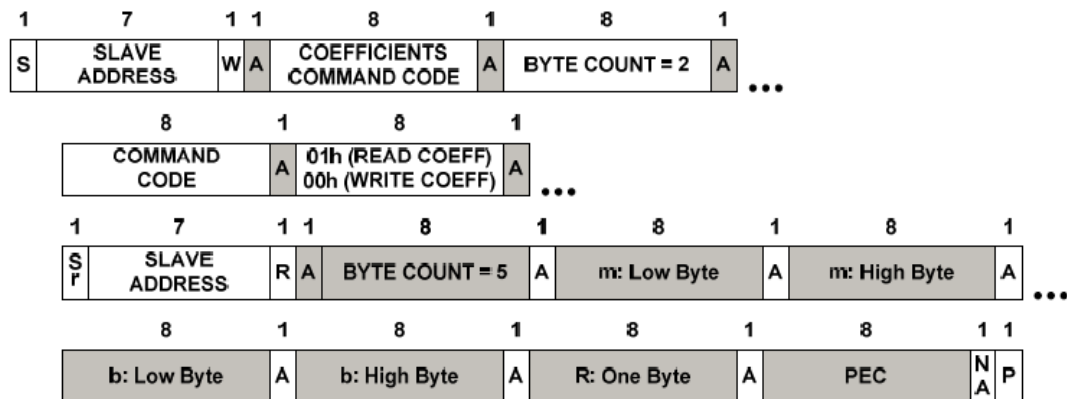 1 7 1 1 8 1 8 1
S SLAVE ADDRESS W A COEFFICIENTS COMMAND CODE A BYTE COUNT = 2 A ...
8 1 8 1
COMMAND CODE A 01h (READ COEFF) 00h (WRITE COEFF) A ...
1 7 1 1 8 1 8 1 8 1
Sr SLAVE ADDRESS R A BYTE COUNT = 5 A m: Low Byte A m: High Byte A ...
8 1 8 1 8 1 8 1 1
b: Low Byte A b: High Byte A R: One Byte A PEC NA P